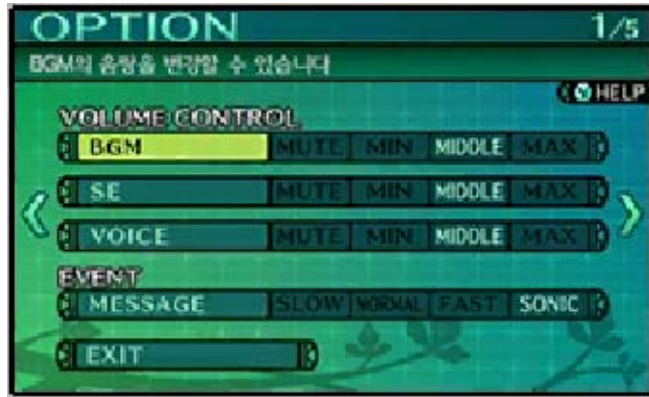 OPTION 1/5
BGM의 음량을 변경할 수 있습니다
HELP
VOLUME CONTROL
BGM MUTE MIN MIDDLE MAX
SE MUTE MIN MIDDLE MAX
VOICE MUTE MIN MIDDLE MAX
EVENT
MESSAGE SLOW NORMAL FAST SONIC
EXIT